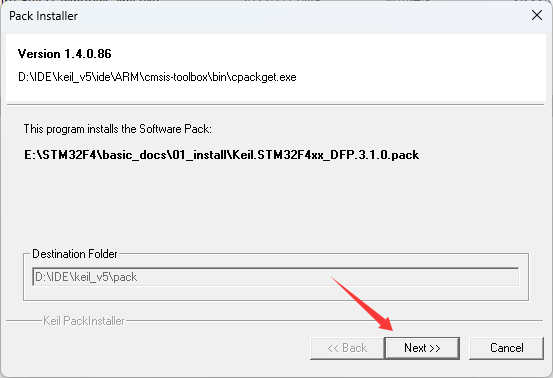 Pack Installer
Version 1.4.0.86
D:\IDE\keil_v5\ide\ARM\cmsis-toolbox\bin\cpackget.exe
This program installs the Software Pack:
E:\STM32F4\basic_docs\01_install\Keil.STM32F4xx_DFP.3.1.0.pack
Destination Folder
D:\IDE\keil_v5\pack
Keil PackInstaller
<< Back
Next >>
Cancel